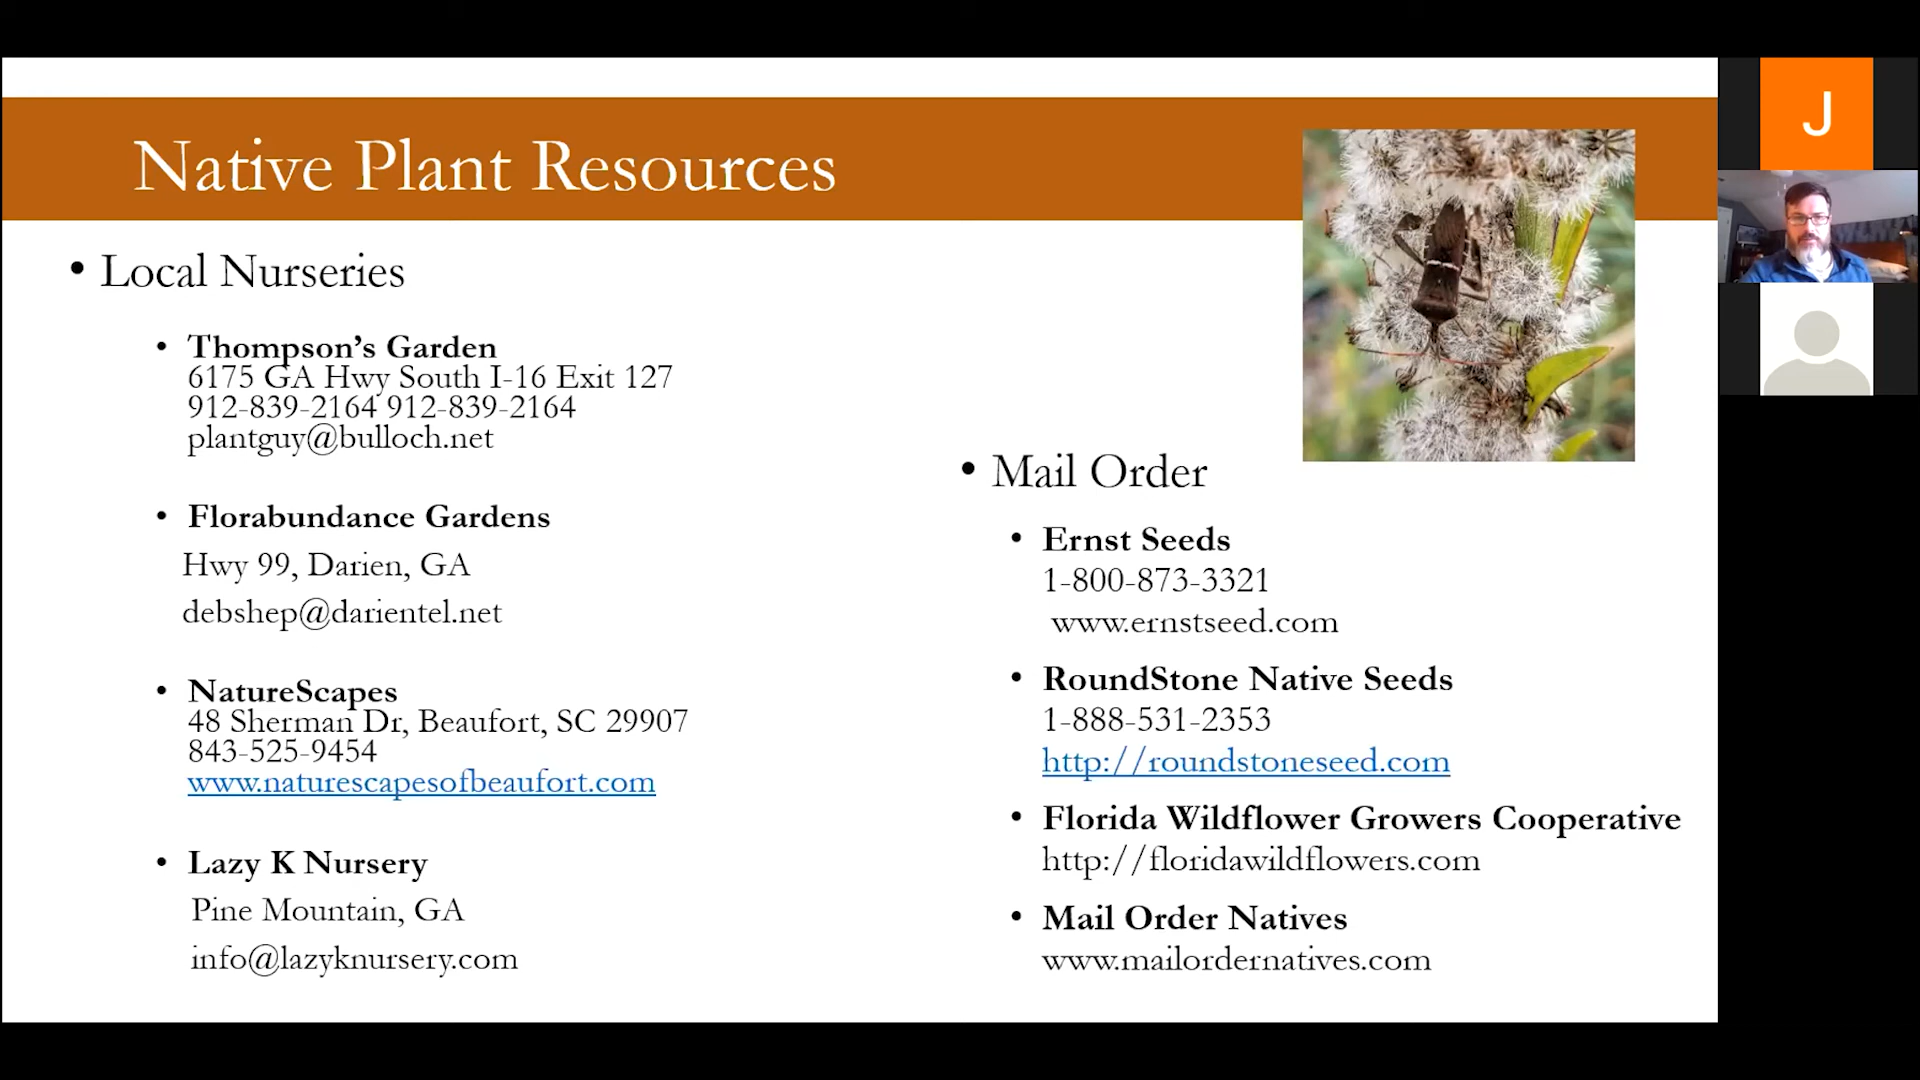 Native Plant Resources
• Local Nurseries
• Thompson’s Garden
6175 GA Hwy South I-16 Exit 127
912-839-2164 912-839-2164
plantguy@bulloch.net
• Florabundance Gardens
Hwy 99, Darien, GA
debshep@darientel.net
• NatureScapes
48 Sherman Dr, Beaufort, SC 29907
843-525-9454
www.naturescapesofbeaufort.com
• Lazy K Nursery
Pine Mountain, GA
info@lazyknursery.com
• Mail Order
• Ernst Seeds
1-800-873-3321
www.ernstseed.com
• RoundStone Native Seeds
1-888-531-2353
http://roundstoneseed.com
• Florida Wildflower Growers Cooperative
http://floridawildflowers.com
• Mail Order Natives
www.mailordernatives.com
J